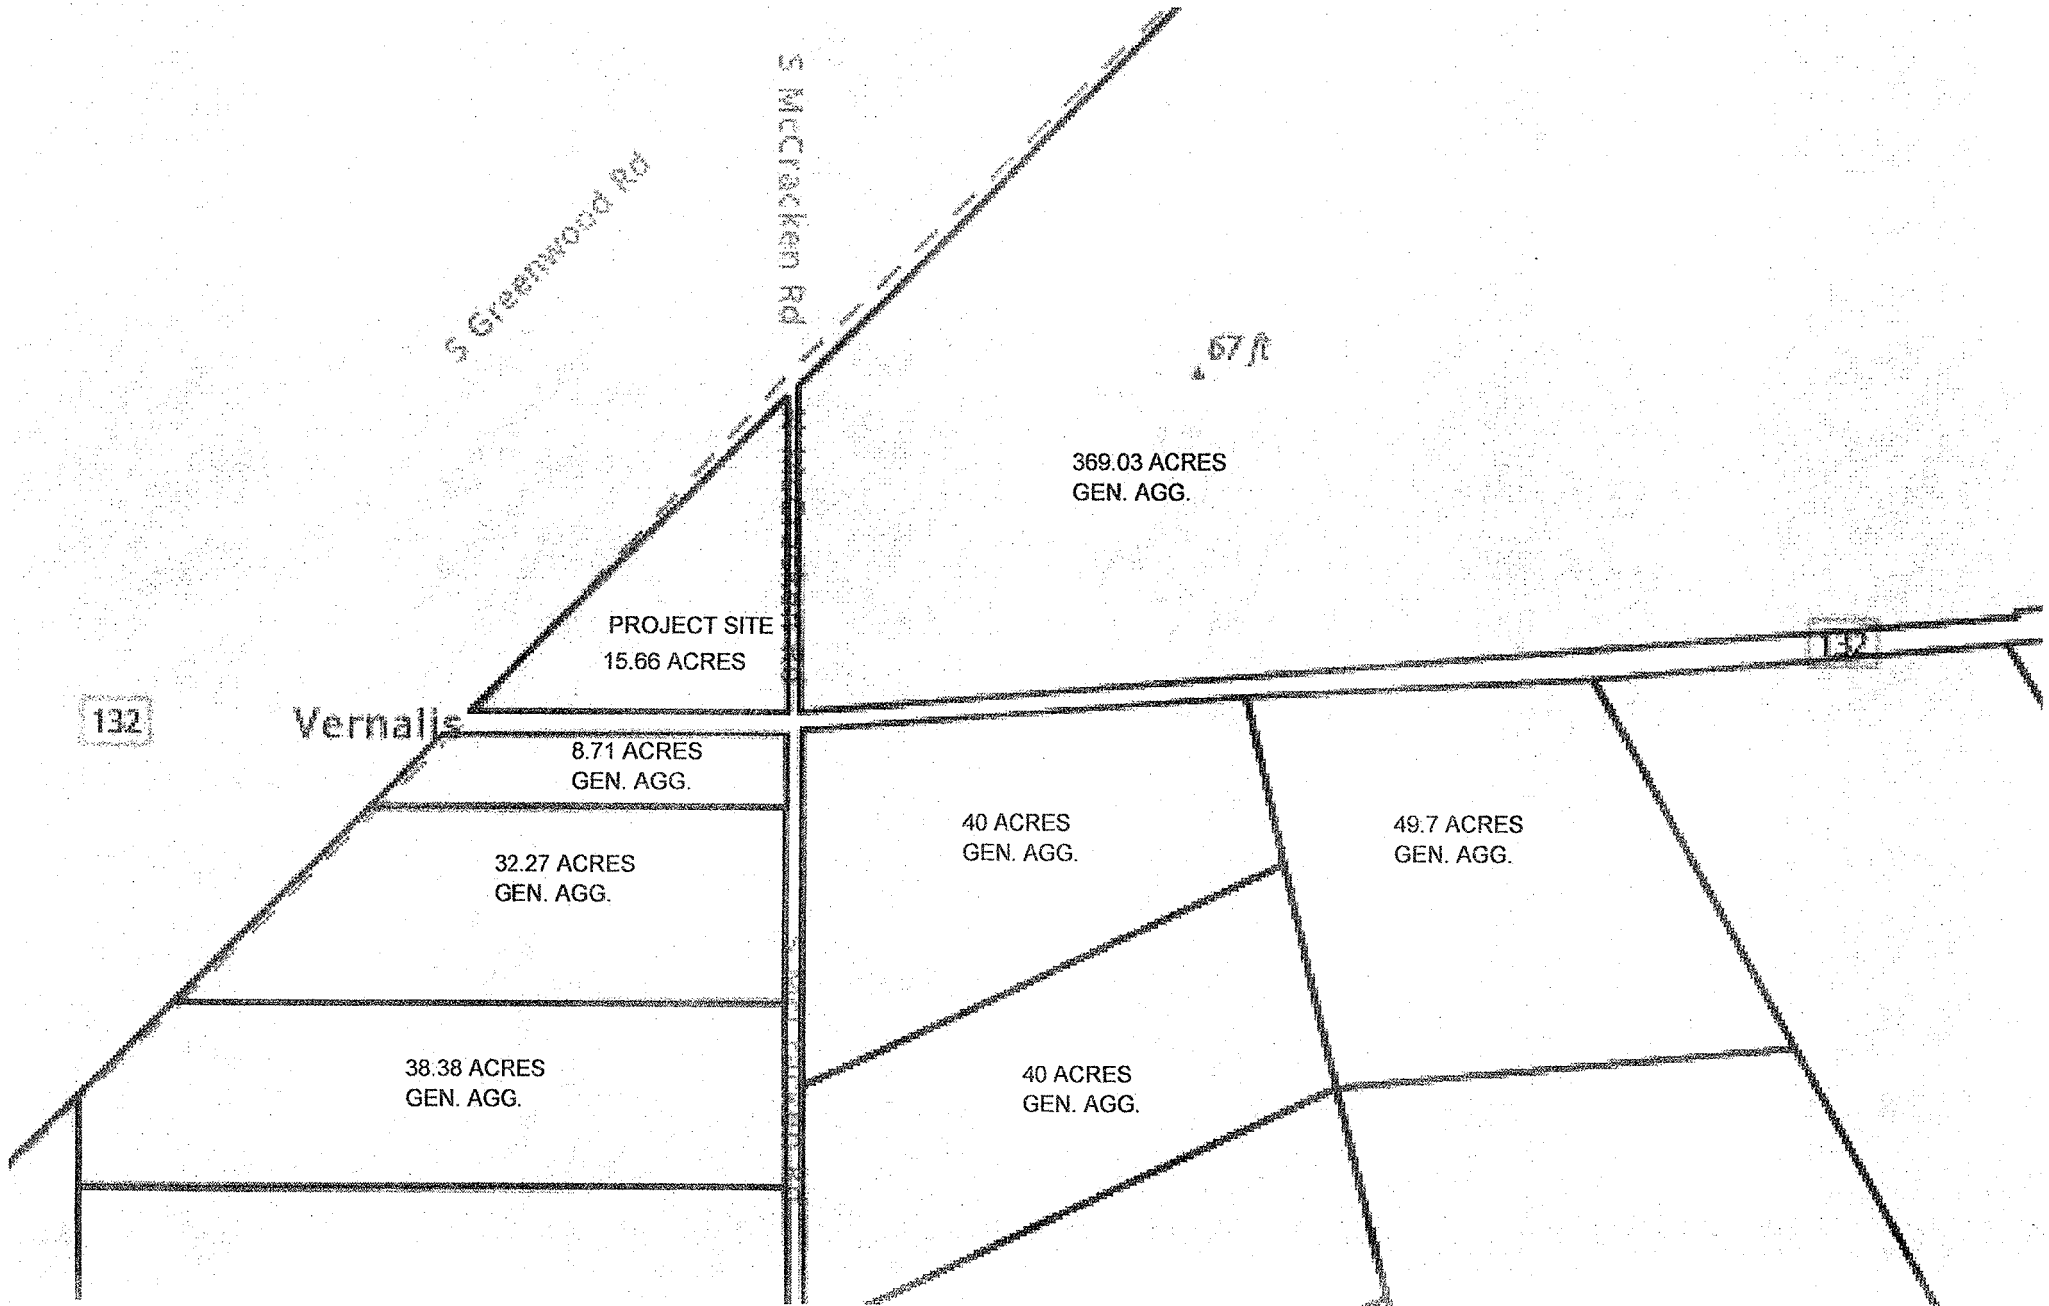 S McCracken Rd
S Greenwood Rd
67 ft
369.03 ACRES
GEN. AGG.
PROJECT SITE
15.66 ACRES
132
132
Vernalis
8.71 ACRES
GEN. AGG.
40 ACRES
GEN. AGG.
49.7 ACRES
GEN. AGG.
32.27 ACRES
GEN. AGG.
38.38 ACRES
GEN. AGG.
40 ACRES
GEN. AGG.